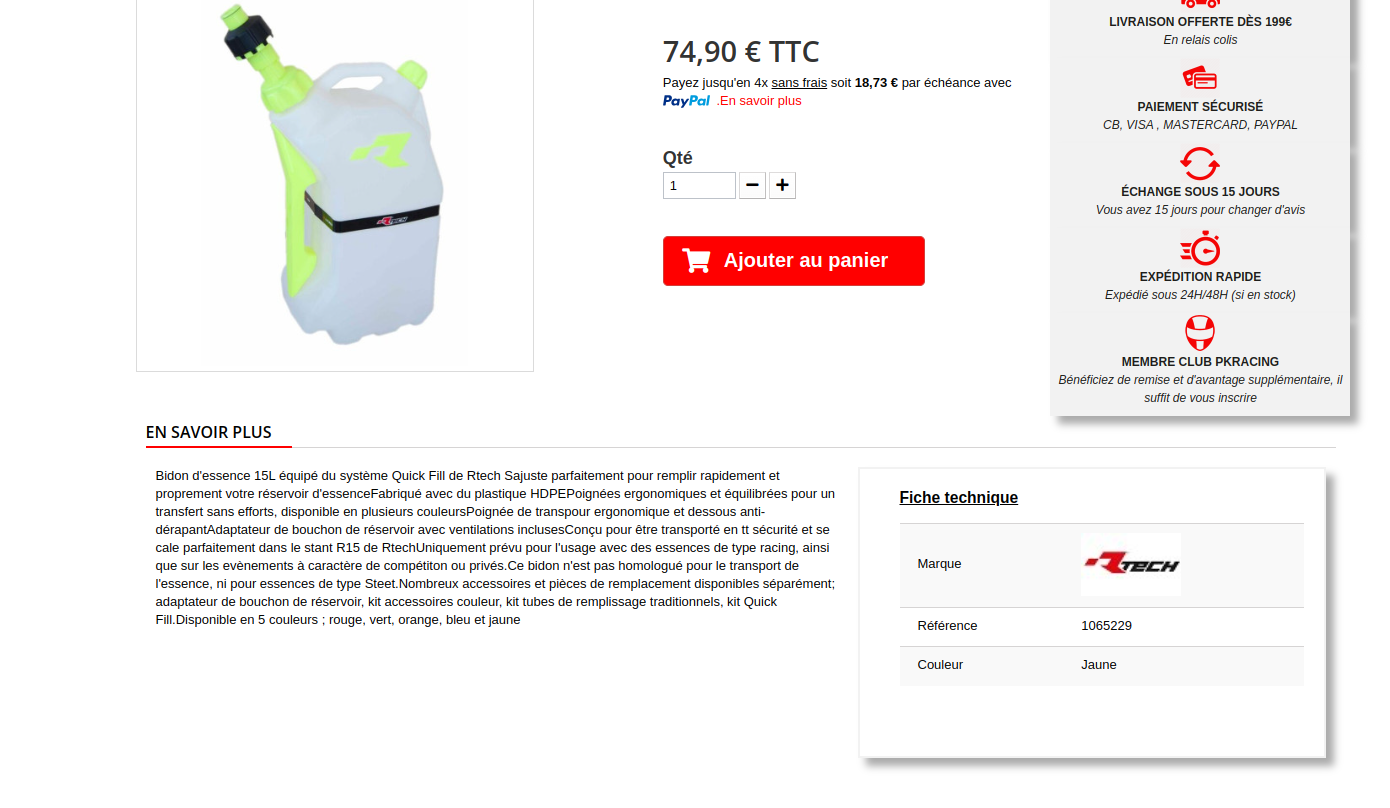 74,90 € TTC
Payez jusqu'en 4x sans frais soit 18,73 € par échéance avec
PayPal .En savoir plus
Qté
1
Ajouter au panier
LIVRAISON OFFERTE DÈS 199€
En relais colis
PAIEMENT SÉCURISÉ
CB, VISA , MASTERCARD, PAYPAL
ÉCHANGE SOUS 15 JOURS
Vous avez 15 jours pour changer d'avis
EXPÉDITION RAPIDE
Expédié sous 24H/48H (si en stock)
MEMBRE CLUB PKRACING
Bénéficiez de remise et d'avantage supplémentaire, il
suffit de vous inscrire
RTECH
EN SAVOIR PLUS
Bidon d'essence 15L équipé du système Quick Fill de Rtech Sajuste parfaitement pour remplir rapidement et
proprement votre réservoir d'essenceFabriqué avec du plastique HDPEPoignées ergonomiques et équilibrées pour un
transfert sans efforts, disponible en plusieurs couleursPoignée de transpour ergonomique et dessous anti-
dérapantAdaptateur de bouchon de réservoir avec ventilations inclusesConçu pour être transporté en tt sécurité et se
cale parfaitement dans le stant R15 de RtechUniquement prévu pour l'usage avec des essences de type racing, ainsi
que sur les evènements à caractère de compétiton ou privés.Ce bidon n'est pas homologué pour le transport de
l'essence, ni pour essences de type Steet.Nombreux accessoires et pièces de remplacement disponibles séparément;
adaptateur de bouchon de réservoir, kit accessoires couleur, kit tubes de remplissage traditionnels, kit Quick
Fill.Disponible en 5 couleurs ; rouge, vert, orange, bleu et jaune
Fiche technique
Marque
RTECH
Référence 1065229
Couleur Jaune